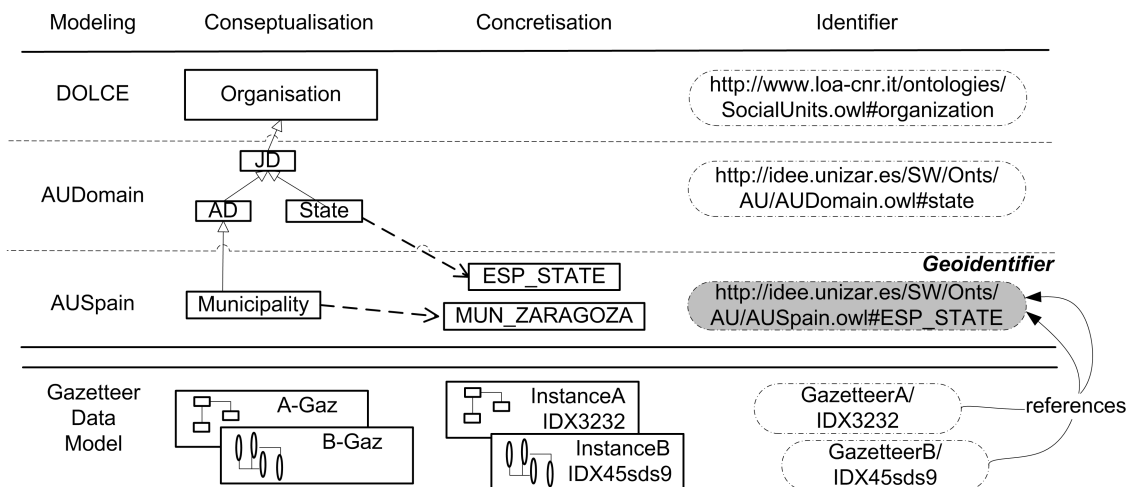 Modeling Conseptualisation Concretisation Identifier
DOLCE
Organisation
http://www.loa-cnr.it/ontologies/
SocialUnits.owl#organization
AUDomain
JD
AD State
http://idee.unizar.es/SW/Onts/
AU/AUDomain.owl#state
AUSpain
Municipality
ESP_STATE
MUN_ZARAGOZA
Geoidentifier
http://idee.unizar.es/SW/Onts/
AU/AUSpain.owl#ESP_STATE
Gazetteer
Data
Model
A-Gaz
B-Gaz
InstanceA
IDX3232
InstanceB
IDX45sds9
GazetteerA/
IDX3232
GazetteerB/
IDX45sds9
references